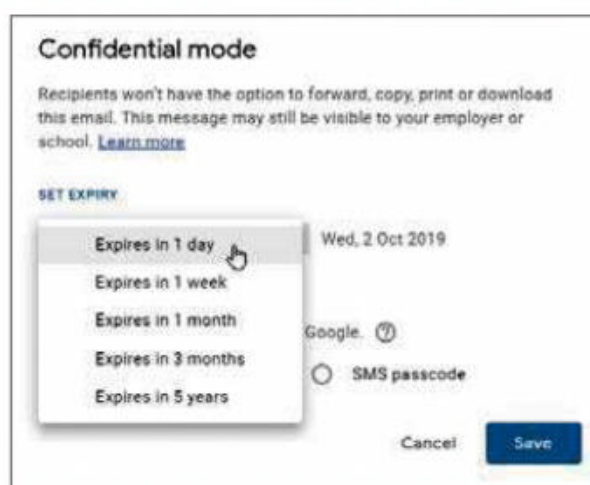 Confidential mode
Recipients won't have the option to forward, copy, print or download
this email. This message may still be visible to your employer or
school. Learn more
SET EXPIRY
Expires in 1 day
Wed, 2 Oct 2019
Expires in 1 week
Expires in 1 month
Google.
Expires in 3 months
SMS passcode
Expires in 5 years
Cancel
Save